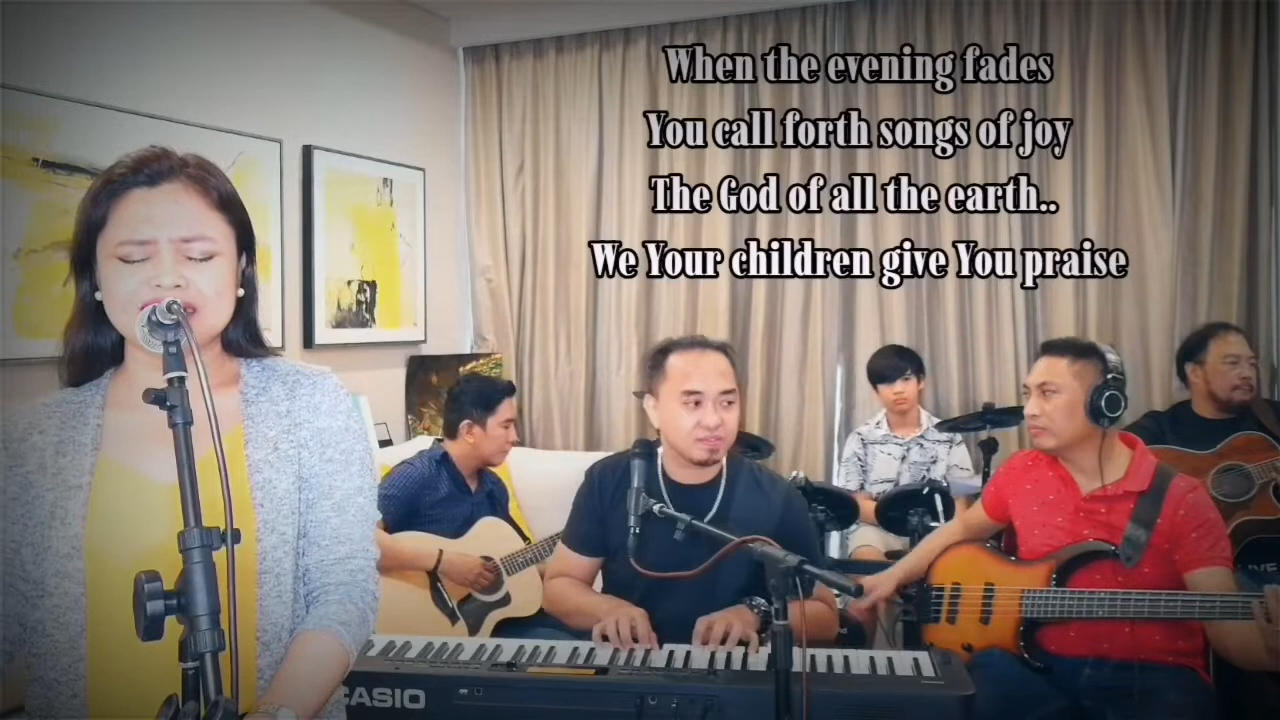 When the evening fades
You call forth songs of joy
The God of all the earth..
We Your children give You praise
CASIO
LIVE